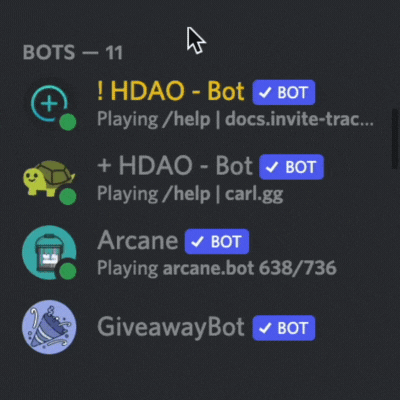 BOTS — 11
! HDAO - Bot ✓ BOT
Playing /help | docs.invite-trac...
+ HDAO - Bot ✓ BOT
Playing /help | carl.gg
Arcane ✓ BOT
Playing arcane.bot 638/736
GiveawayBot ✓ BOT